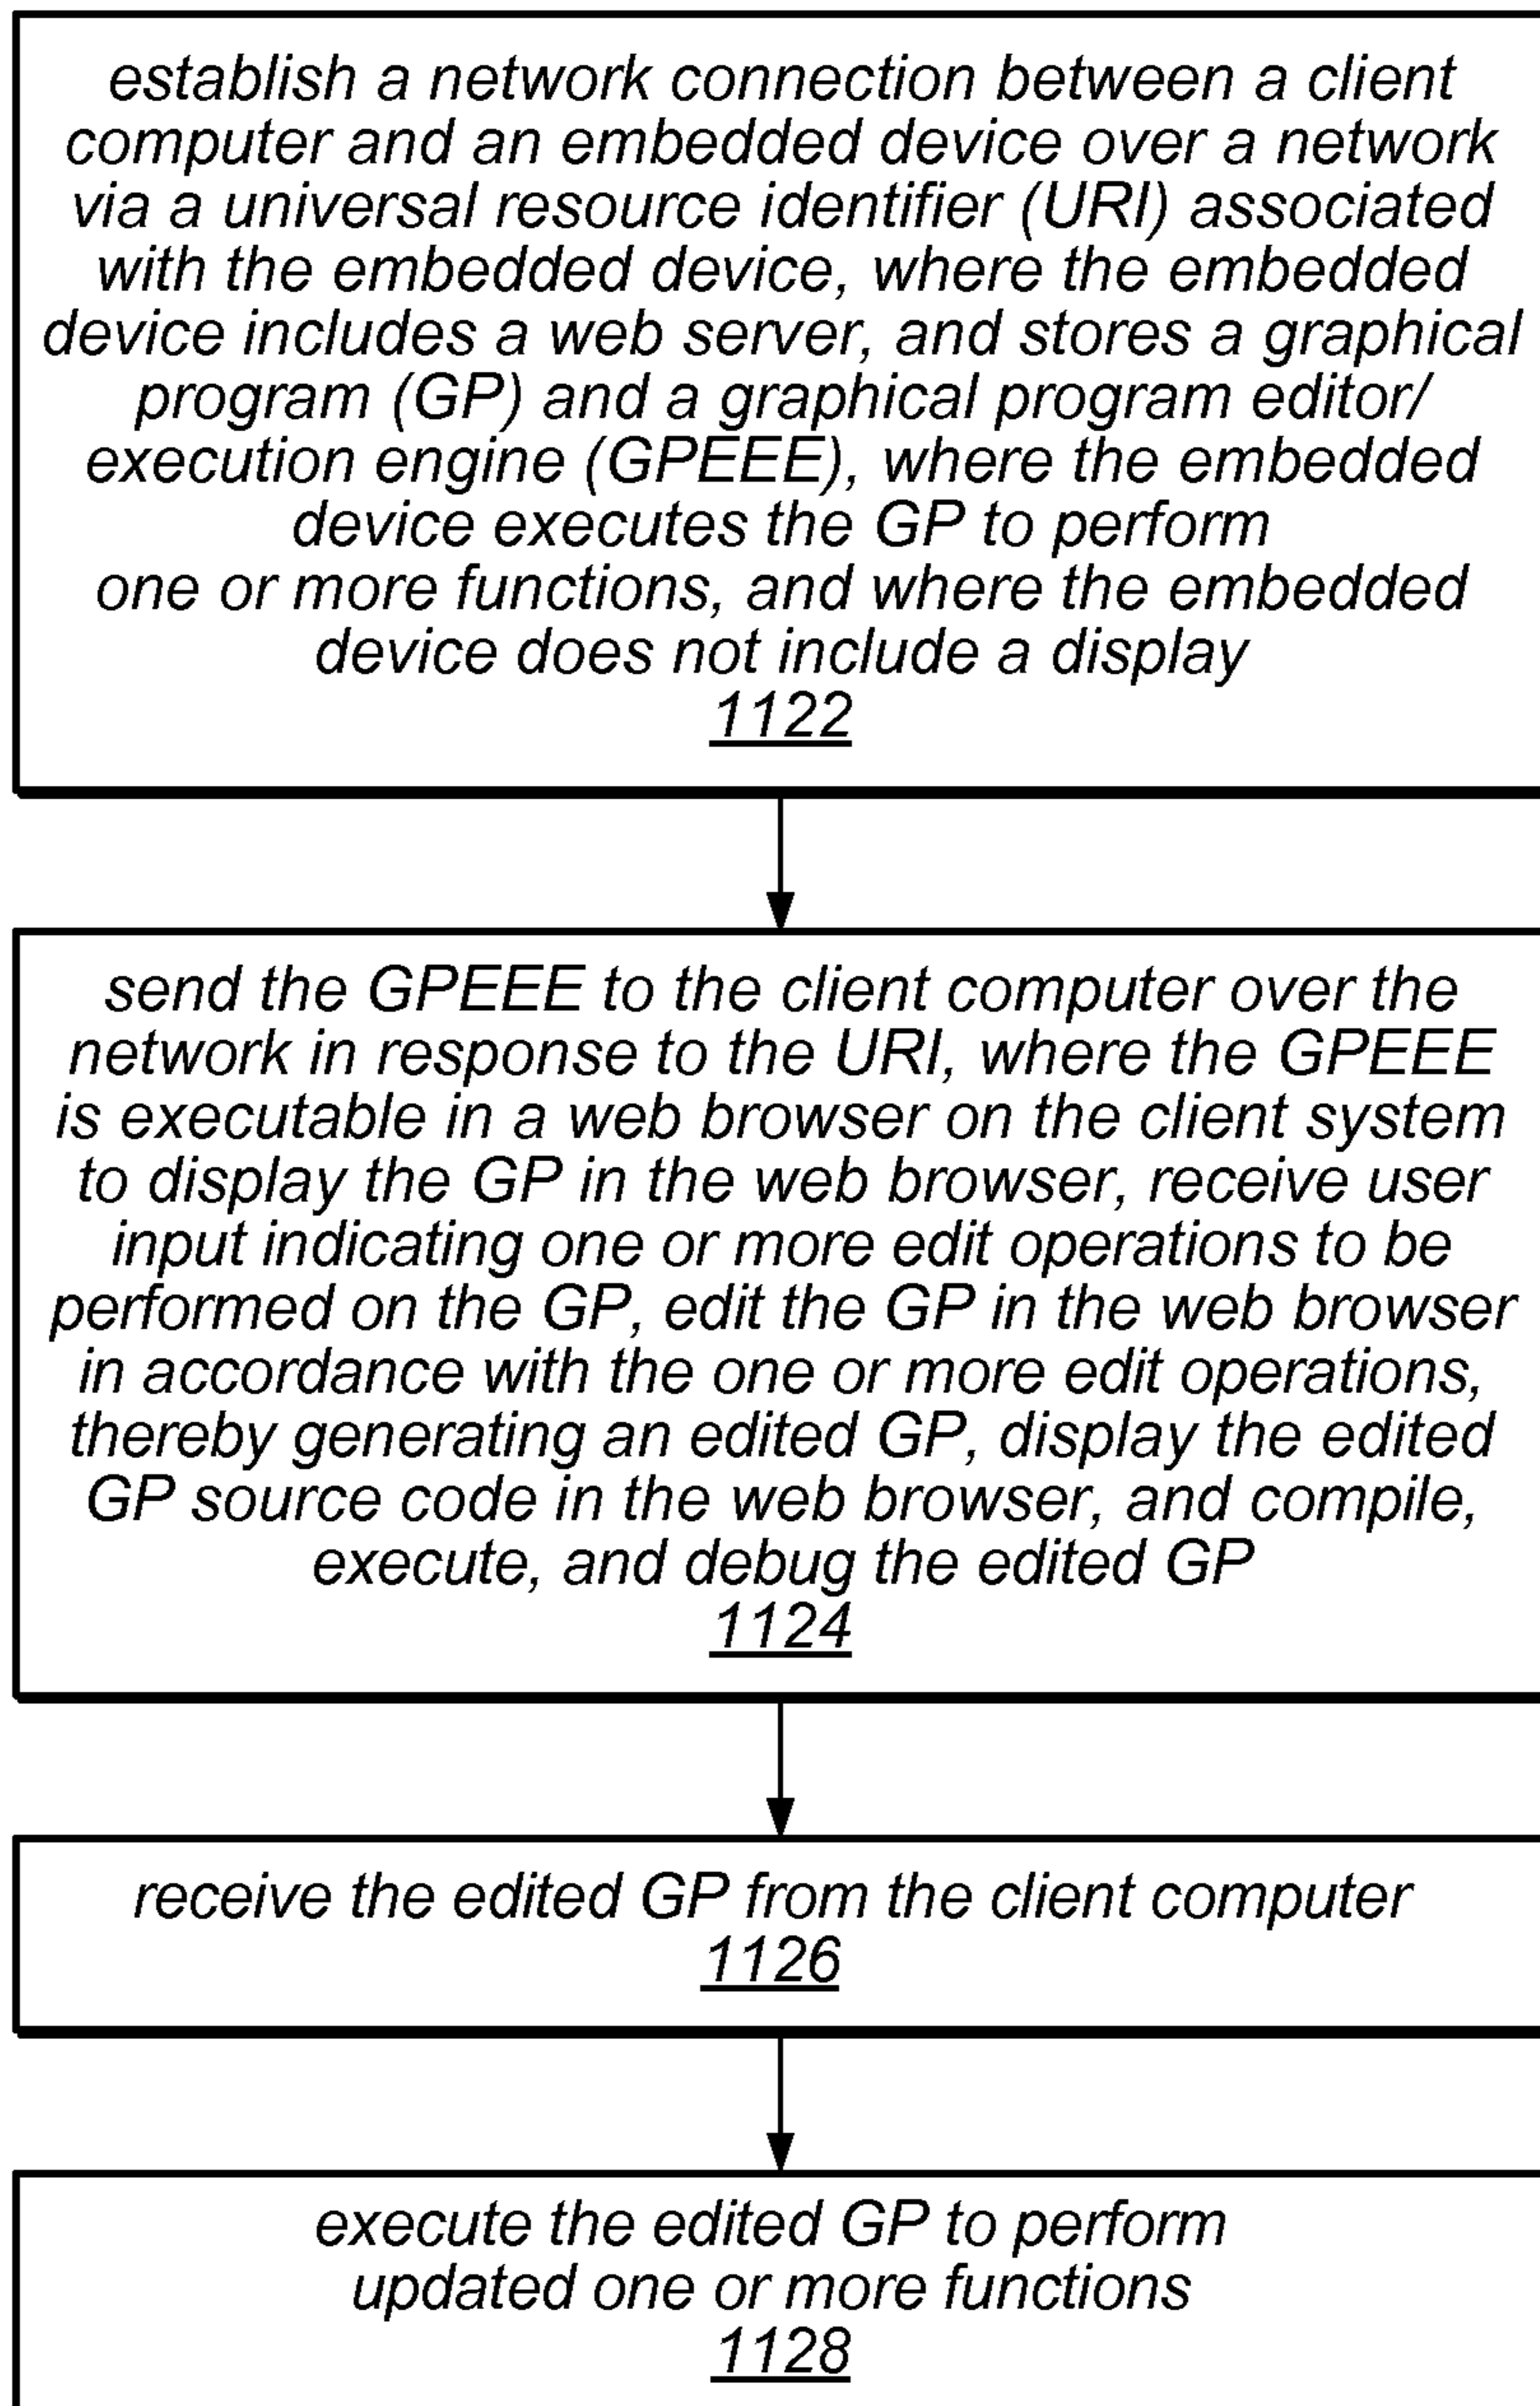 establish a network connection between a client
computer and an embedded device over a network
via a universal resource identifier (URI) associated
with the embedded device, where the embedded
device includes a web server, and stores a graphical
program (GP) and a graphical program editor/
execution engine (GPEEE), where the embedded
device executes the GP to perform
one or more functions, and where the embedded
device does not include a display
1122
send the GPEEE to the client computer over the
network in response to the URI, where the GPEEE
is executable in a web browser on the client system
to display the GP in the web browser, receive user
input indicating one or more edit operations to be
performed on the GP, edit the GP in the web browser
in accordance with the one or more edit operations,
thereby generating an edited GP, display the edited
GP source code in the web browser, and compile,
execute, and debug the edited GP
1124
receive the edited GP from the client computer
1126
execute the edited GP to perform
updated one or more functions
1128